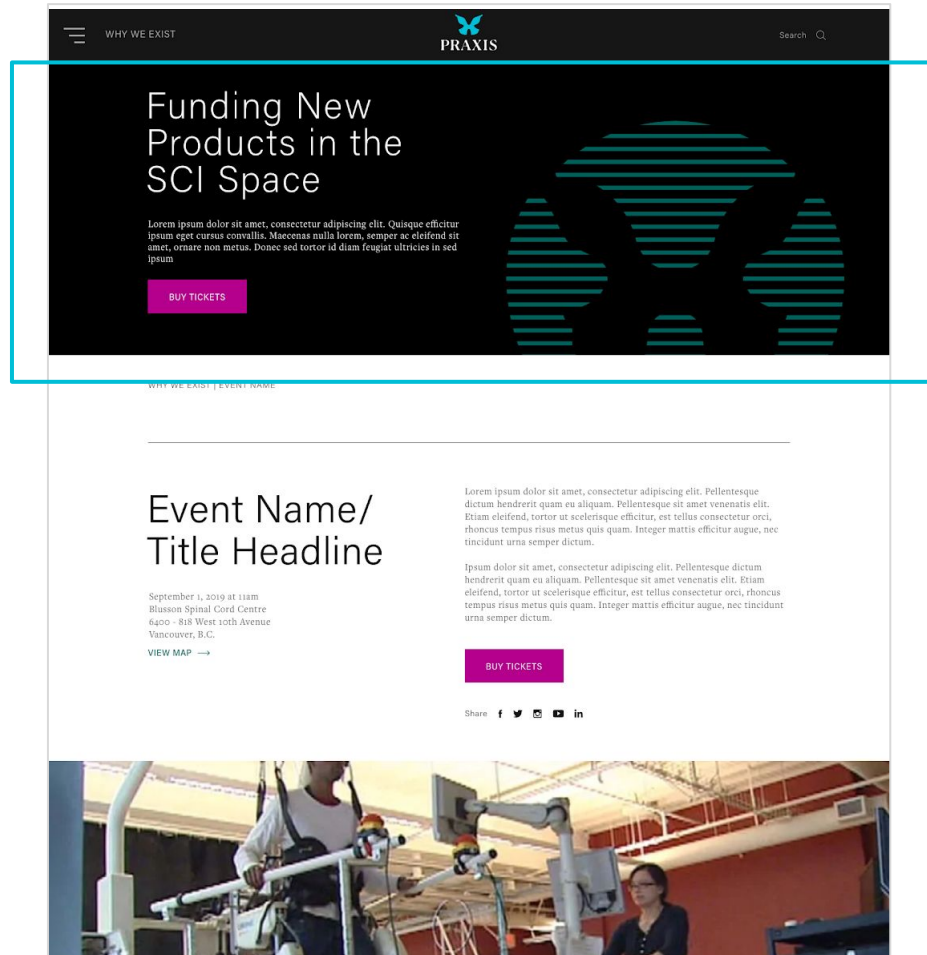 WHY WE EXIST
PRAXIS
Search
Funding New
Products in the
SCI Space
Lorem ipsum dolor sit amet, consectetur adipiscing elit. Quisque efficitur
ipsum eget cursus convallis. Maecenas nulla lorem, semper ac eleifend sit
amet, ornare non metus. Donec sed tortor id diam feugiat ultricies in sed
ipsum
BUY TICKETS
WHY WE EXIST | EVENT NAME
Event Name/
Title Headline
September 1, 2019 at 11am
Blusson Spinal Cord Centre
6400 - 818 West 10th Avenue
Vancouver, B.C.
VIEW MAP
Lorem ipsum dolor sit amet, consectetur adipiscing elit. Pellentesque
dictum hendrerit quam eu aliquam. Pellentesque sit amet venenatis elit.
Etiam eleifend, tortor ut scelerisque efficitur, est tellus consectetur orci,
rhoncus tempus risus metus quis quam. Integer mattis efficitur augue, nec
tincidunt urna semper dictum.
Ipsum dolor sit amet, consectetur adipiscing elit. Pellentesque dictum
hendrerit quam eu aliquam. Pellentesque sit amet venenatis elit. Etiam
eleifend, tortor ut scelerisque efficitur, est tellus consectetur orci, rhoncus
tempus risus metus quis quam. Integer mattis efficitur augue, nec tincidunt
urna semper dictum.
BUY TICKETS
Share